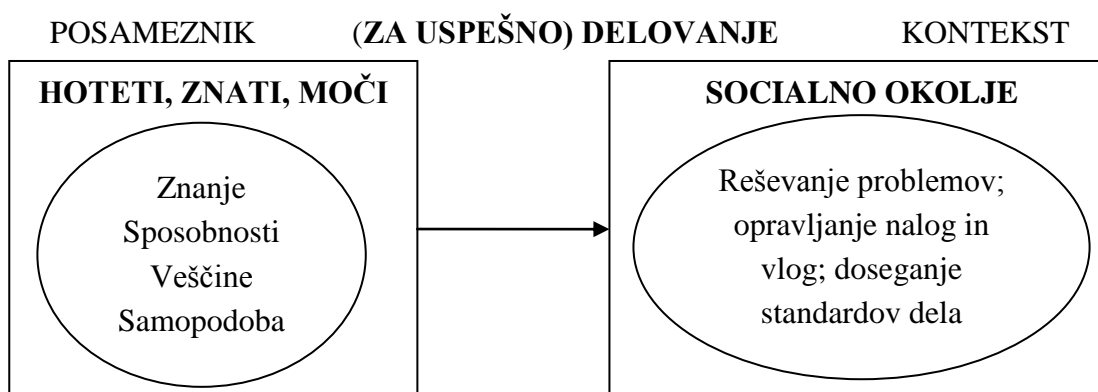 POSAMEZNIK (ZA USPEŠNO) DELOVANJE KONTEKST
HOTETI, ZNATI, MOČI
Znanje
Sposobnosti
Veščine
Samopodoba
SOCIALNO OKOLJE
Reševanje problemov;
opravljanje nalog in
vlog; doseganje
standardov dela